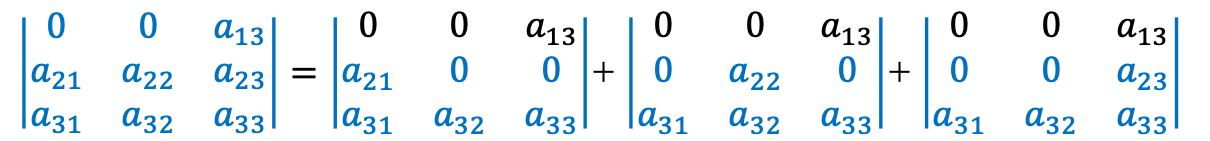 | 0 0 a₁₃ | | 0 0 a₁₃ | | 0 0 a₁₃ | | 0 0 a₁₃ |
| a₂₁ a₂₂ a₂₃ | = | a₂₁ 0 0 | + | 0 a₂₂ 0 | + | 0 0 a₂₃ |
| a₃₁ a₃₂ a₃₃ | | a₃₁ a₃₂ a₃₃ | | a₃₁ a₃₂ a₃₃ | | a₃₁ a₃₂ a₃₃ |